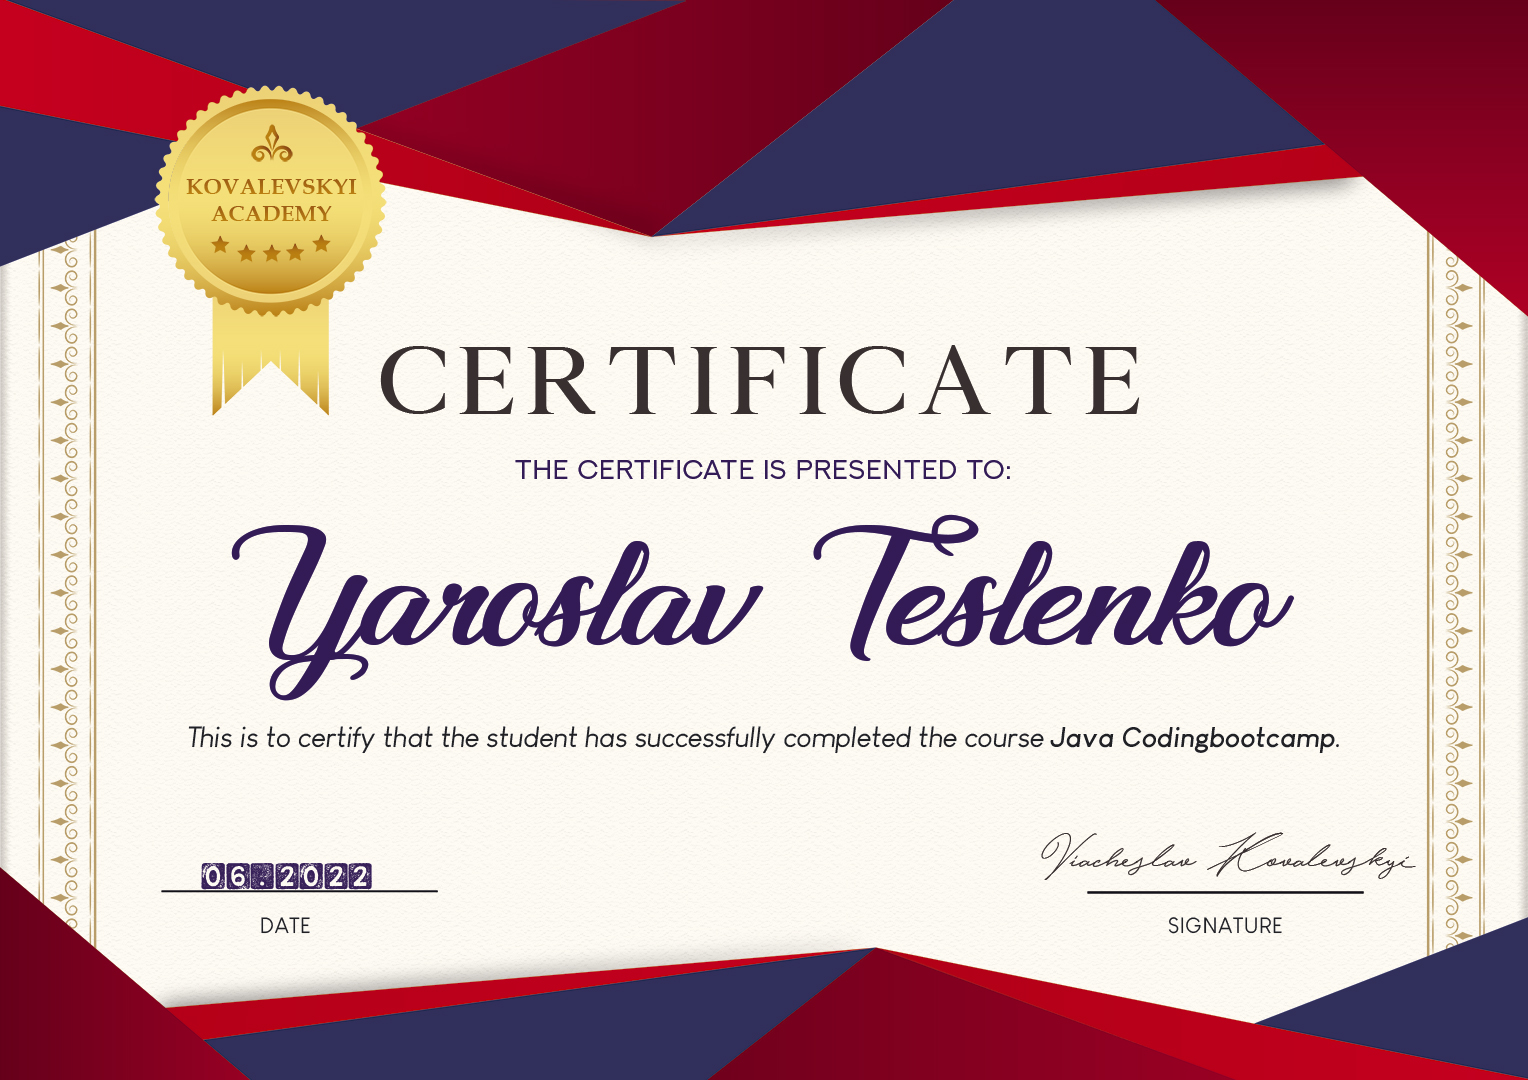 KOVALEVSKYI
ACADEMY
CERTIFICATE
THE CERTIFICATE IS PRESENTED TO:
Yaroslav Teslenko
This is to certify that the student has successfully completed the course Java Codingbootcamp.
06.2022
DATE
Viacheslav Kovalevskyi
SIGNATURE